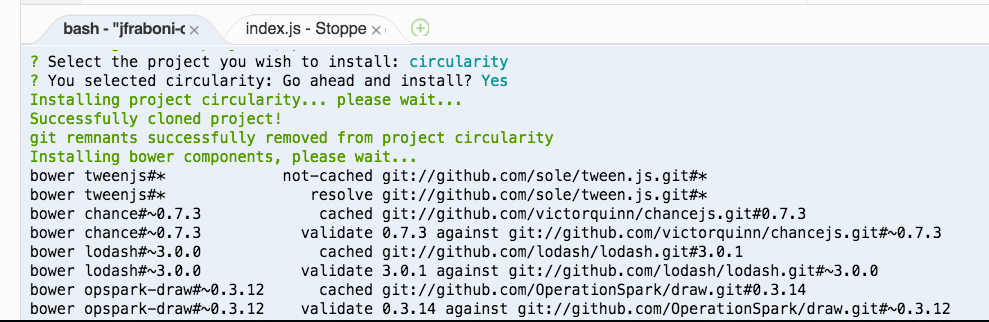 bash - "jfraboni-c ×
index.js - Stoppe ×
? Select the project you wish to install: circularity
? You selected circularity: Go ahead and install? Yes
Installing project circularity... please wait...
Successfully cloned project!
git remnants successfully removed from project circularity
Installing bower components, please wait...
bower tweenjs#* not-cached git://github.com/sole/tween.js.git#*
bower tweenjs#* resolve git://github.com/sole/tween.js.git#*
bower chance#~0.7.3 cached git://github.com/victorquinn/chancejs.git#0.7.3
bower chance#~0.7.3 validate 0.7.3 against git://github.com/victorquinn/chancejs.git#~0.7.3
bower lodash#~3.0.0 cached git://github.com/lodash/lodash.git#3.0.1
bower lodash#~3.0.0 validate 3.0.1 against git://github.com/lodash/lodash.git#~3.0.0
bower opspark-draw#~0.3.12 cached git://github.com/OperationSpark/draw.git#0.3.14
bower opspark-draw#~0.3.12 validate 0.3.14 against git://github.com/OperationSpark/draw.git#~0.3.12